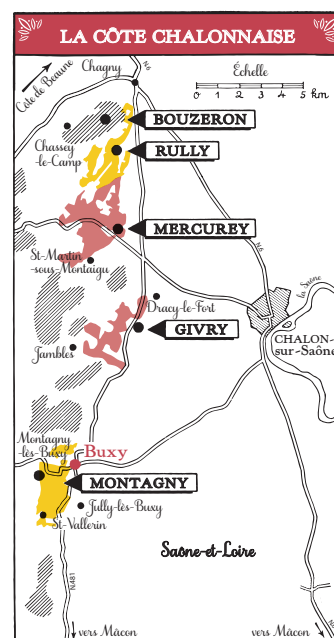 LA CÔTE CHALONNAISE
Chagny
N6
Échelle
0 1 2 3 4 5 km
Côte de Beaune
BOUZERON
Chassey
-le-Camp
RULLY
MERCUREY
N6
St-Martin
-sous-Montaigu
la Saône
Dracy-le-Fort
GIVRY
CHALON-
sur-Saône
Jambles
Montagny
-lès-Buxy
Buxy
MONTAGNY
Jully-lès-Buxy
St-Vallerin
Saône-et-Loire
N481
vers Mâcon
vers Mâcon